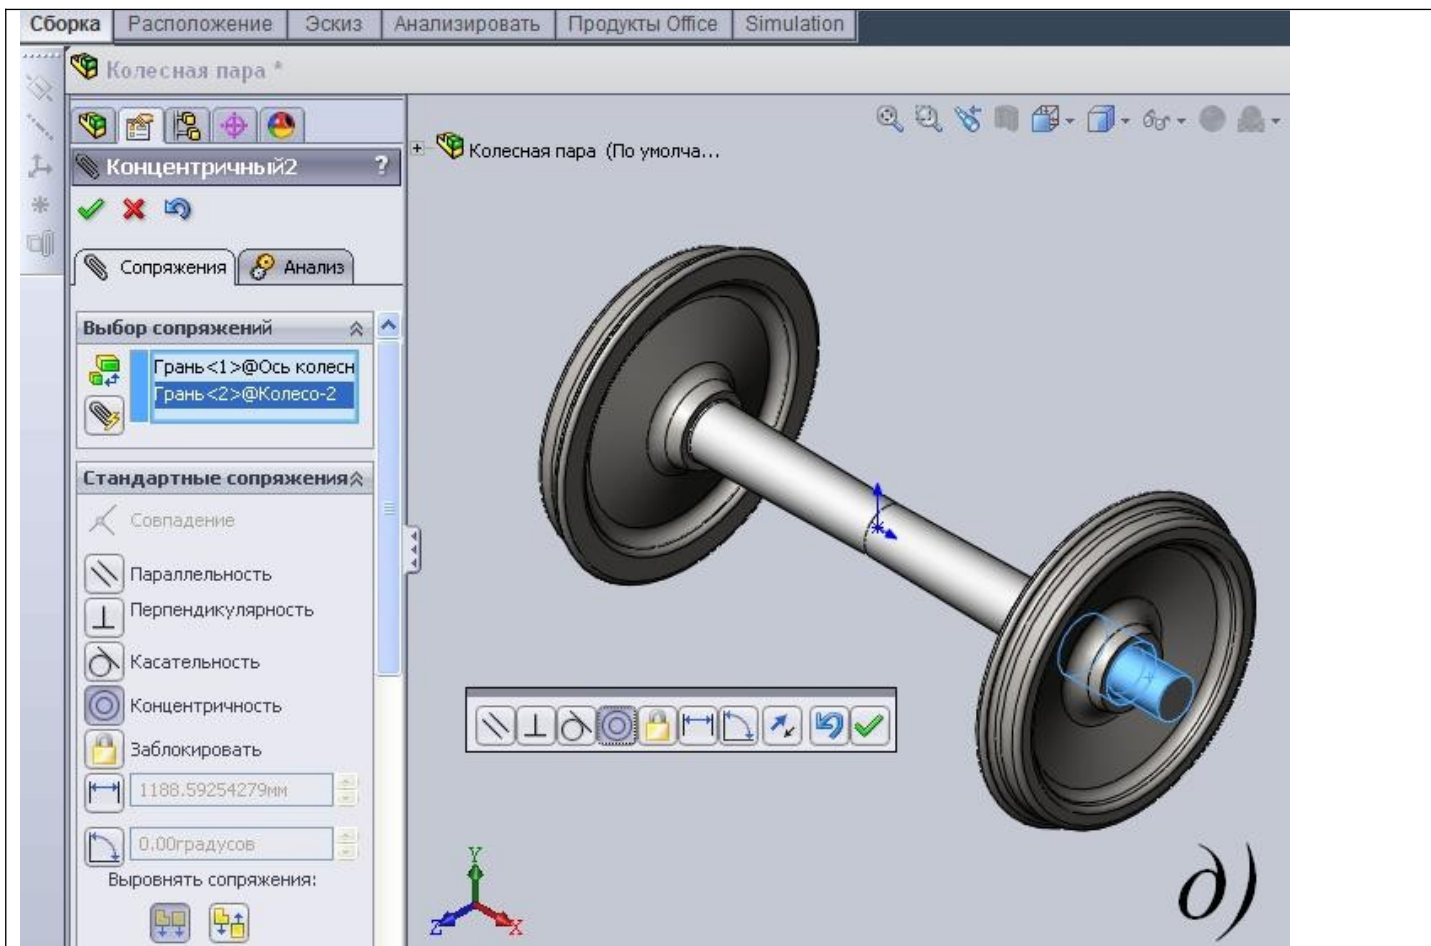 Сборка Расположение Эскиз Анализировать Продукты Office Simulation
Колесная пара *
Концентричный2 ?
Колесная пара (По умолча...
Сопряжения Анализ
Выбор сопряжений
Грань<1>@Ось колесн
Грань<2>@Колесо-2
Стандартные сопряжения
Совпадение
Параллельность
Перпендикулярность
Касательность
Концентричность
Заблокировать
1188.59254279мм
0.00градусов
Выровнять сопряжения:
Y
Z X
д)